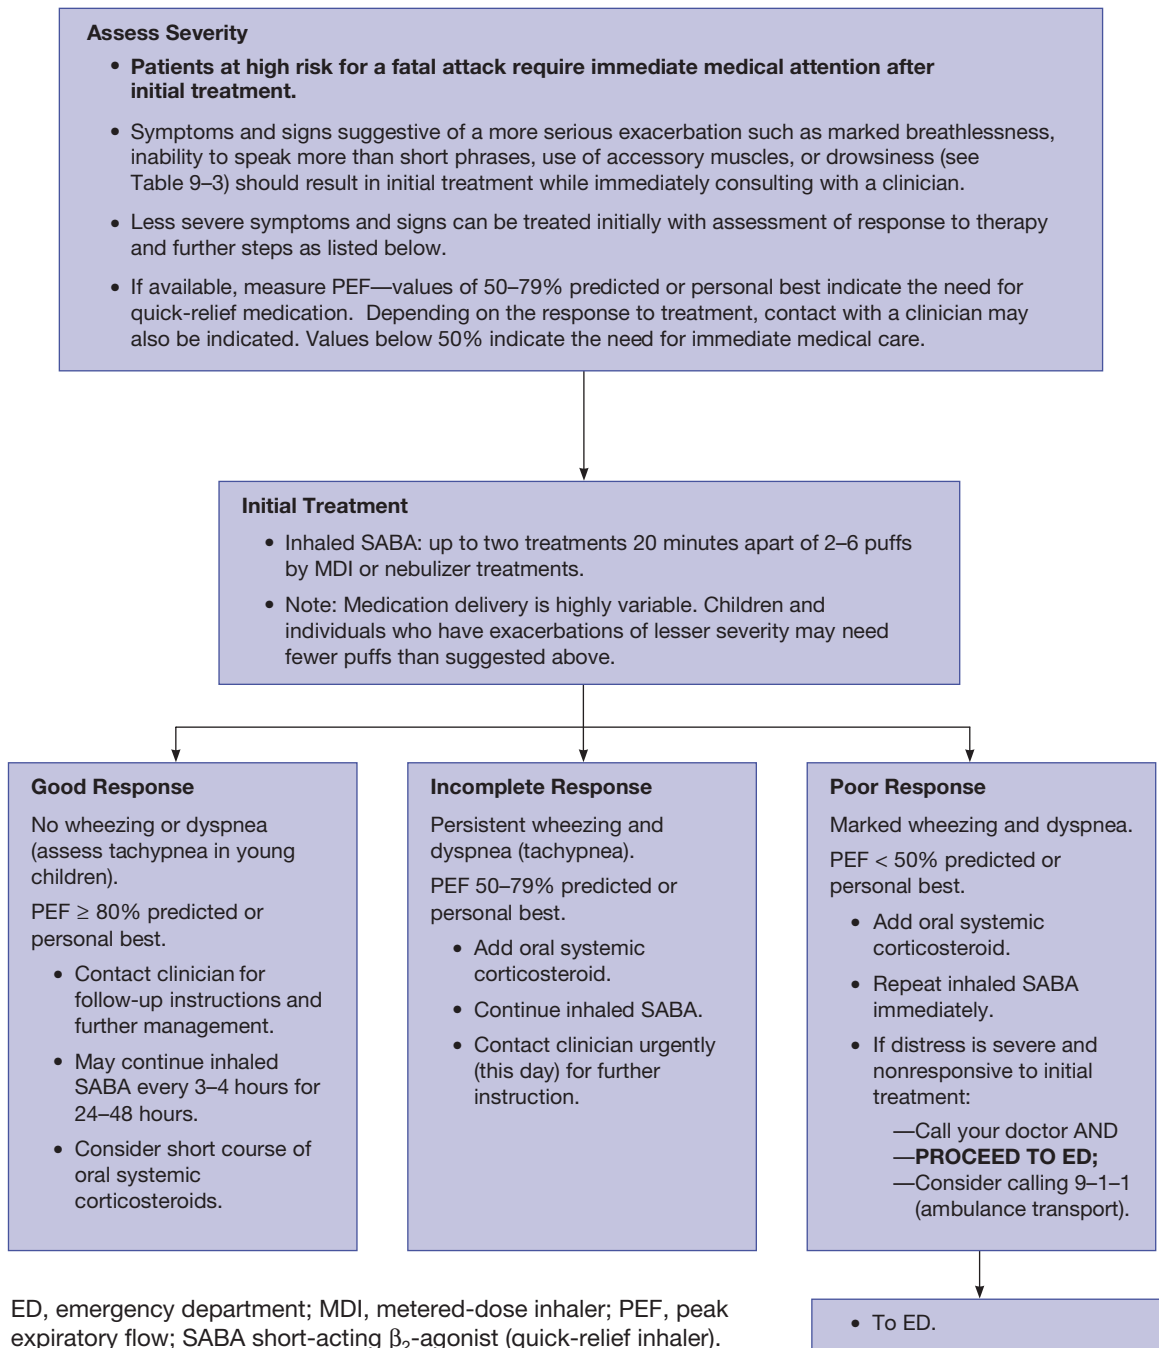 Assess Severity
• Patients at high risk for a fatal attack require immediate medical attention after
initial treatment.
• Symptoms and signs suggestive of a more serious exacerbation such as marked breathlessness,
inability to speak more than short phrases, use of accessory muscles, or drowsiness (see
Table 9–3) should result in initial treatment while immediately consulting with a clinician.
• Less severe symptoms and signs can be treated initially with assessment of response to therapy
and further steps as listed below.
• If available, measure PEF—values of 50–79% predicted or personal best indicate the need for
quick-relief medication. Depending on the response to treatment, contact with a clinician may
also be indicated. Values below 50% indicate the need for immediate medical care.
Initial Treatment
• Inhaled SABA: up to two treatments 20 minutes apart of 2–6 puffs
by MDI or nebulizer treatments.
• Note: Medication delivery is highly variable. Children and
individuals who have exacerbations of lesser severity may need
fewer puffs than suggested above.
Good Response
No wheezing or dyspnea
(assess tachypnea in young
children).
PEF ≥ 80% predicted or
personal best.
• Contact clinician for
follow-up instructions and
further management.
• May continue inhaled
SABA every 3–4 hours for
24–48 hours.
• Consider short course of
oral systemic
corticosteroids.
Incomplete Response
Persistent wheezing and
dyspnea (tachypnea).
PEF 50–79% predicted or
personal best.
• Add oral systemic
corticosteroid.
• Continue inhaled SABA.
• Contact clinician urgently
(this day) for further
instruction.
Poor Response
Marked wheezing and dyspnea.
PEF < 50% predicted or
personal best.
• Add oral systemic
corticosteroid.
• Repeat inhaled SABA
immediately.
• If distress is severe and
nonresponsive to initial
treatment:
—Call your doctor AND
—PROCEED TO ED;
—Consider calling 9–1–1
(ambulance transport).
• To ED.
ED, emergency department; MDI, metered-dose inhaler; PEF, peak
expiratory flow; SABA short-acting β₂-agonist (quick-relief inhaler).